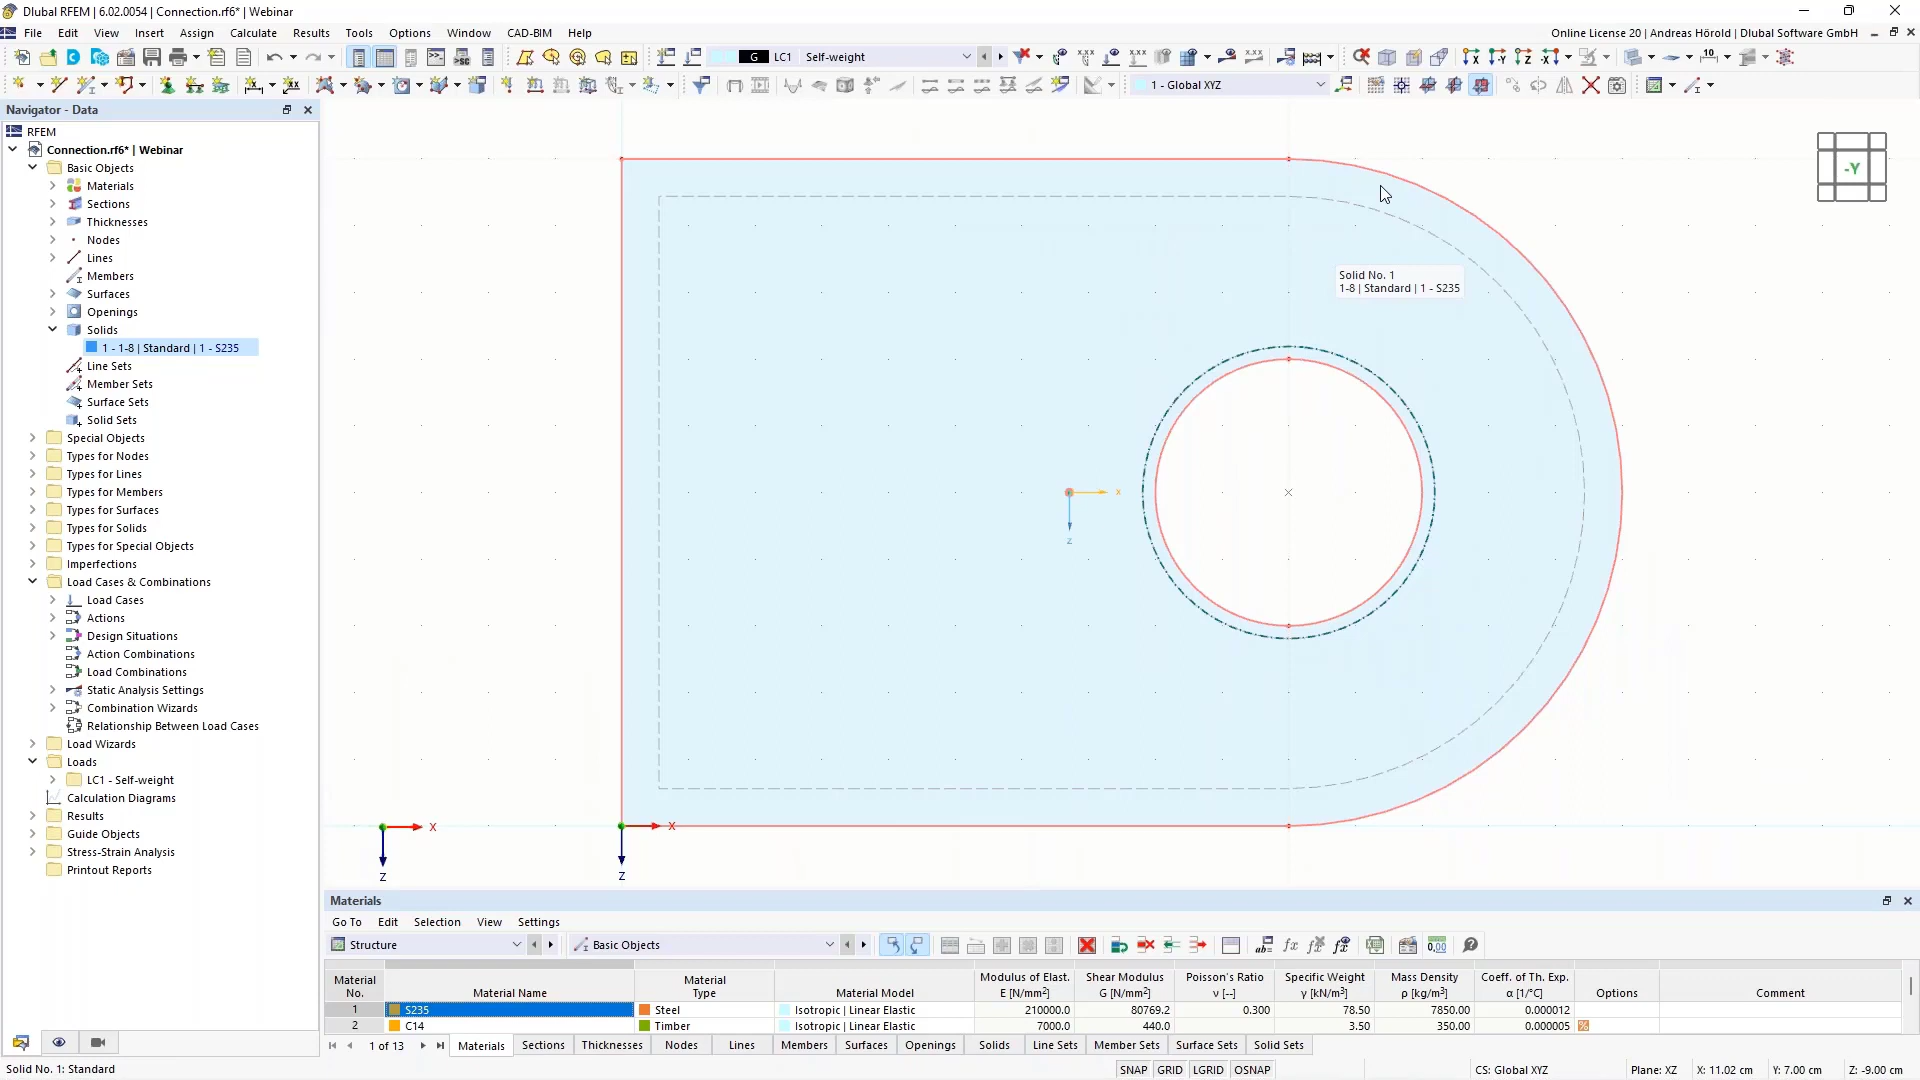 Dlubal RFEM | 6.02.0054 | Connection.rf6* | Webinar
File Edit View Insert Assign Calculate Results Tools Options Window CAD-BIM Help
Online License 20 | Andreas Hörold | Dlubal Software GmbH
G LC1 Self-weight
1 - Global XYZ
Navigator - Data
RFEM
Connection.rf6* | Webinar
Basic Objects
Materials
Sections
Thicknesses
Nodes
Lines
Members
Surfaces
Openings
Solids
1 - 1-8 | Standard | 1 - S235
Line Sets
Member Sets
Surface Sets
Solid Sets
Special Objects
Types for Nodes
Types for Lines
Types for Members
Types for Surfaces
Types for Solids
Types for Special Objects
Imperfections
Load Cases & Combinations
Load Cases
Actions
Design Situations
Action Combinations
Load Combinations
Static Analysis Settings
Combination Wizards
Relationship Between Load Cases
Load Wizards
Loads
LC1 - Self-weight
Calculation Diagrams
Results
Guide Objects
Stress-Strain Analysis
Printout Reports
-Y
Solid No. 1
1-8 | Standard | 1 - S235
x
z
X
Z
X
Z
Materials
Go To Edit Selection View Settings
Structure Basic Objects
Material No. Material Name Material Type Material Model Modulus of Elast. E [N/mm²] Shear Modulus G [N/mm²] Poisson's Ratio ν [--] Specific Weight γ [kN/m³] Mass Density ρ [kg/m³] Coeff. of Th. Exp. α [1/°C] Options Comment
1 S235 Steel Isotropic | Linear Elastic 210000.0 80769.2 0.300 78.50 7850.00 0.000012
2 C14 Timber Isotropic | Linear Elastic 7000.0 440.0 3.50 350.00 0.000005
1 of 13 Materials Sections Thicknesses Nodes Lines Members Surfaces Openings Solids Line Sets Member Sets Surface Sets Solid Sets
Solid No. 1: Standard SNAP GRID LGRID OSNAP CS: Global XYZ Plane: XZ X: 11.02 cm Y: 7.00 cm Z: -9.00 cm